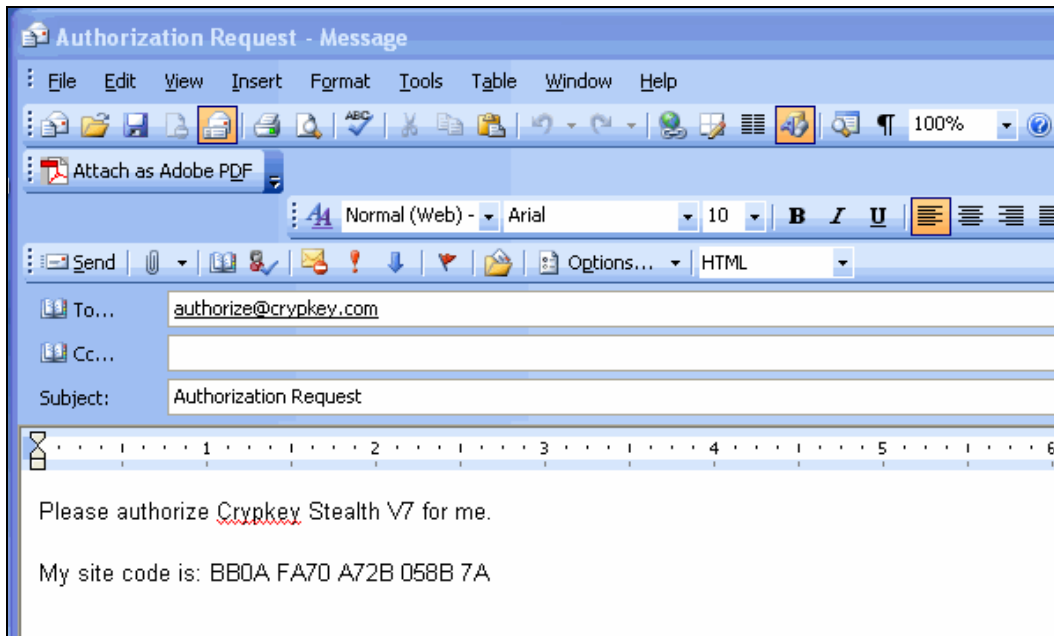 Authorization Request - Message
File Edit View Insert Format Tools Table Window Help
ABC 100%
Attach as Adobe PDF
Normal (Web) - Arial 10 B I U
Send Options... HTML
To... authorize@crypkey.com
Cc...
Subject: Authorization Request
1 2 3 4 5 6
Please authorize Crypkey Stealth V7 for me.
My site code is: BB0A FA70 A72B 058B 7A